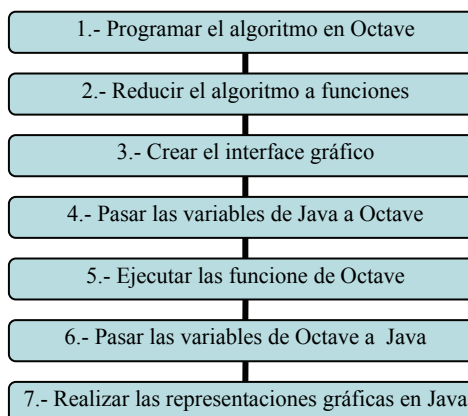 1.- Programar el algoritmo en Octave
2.- Reducir el algoritmo a funciones
3.- Crear el interface gráfico
4.- Pasar las variables de Java a Octave
5.- Ejecutar las funcione de Octave
6.- Pasar las variables de Octave a Java
7.- Realizar las representaciones gráficas en Java